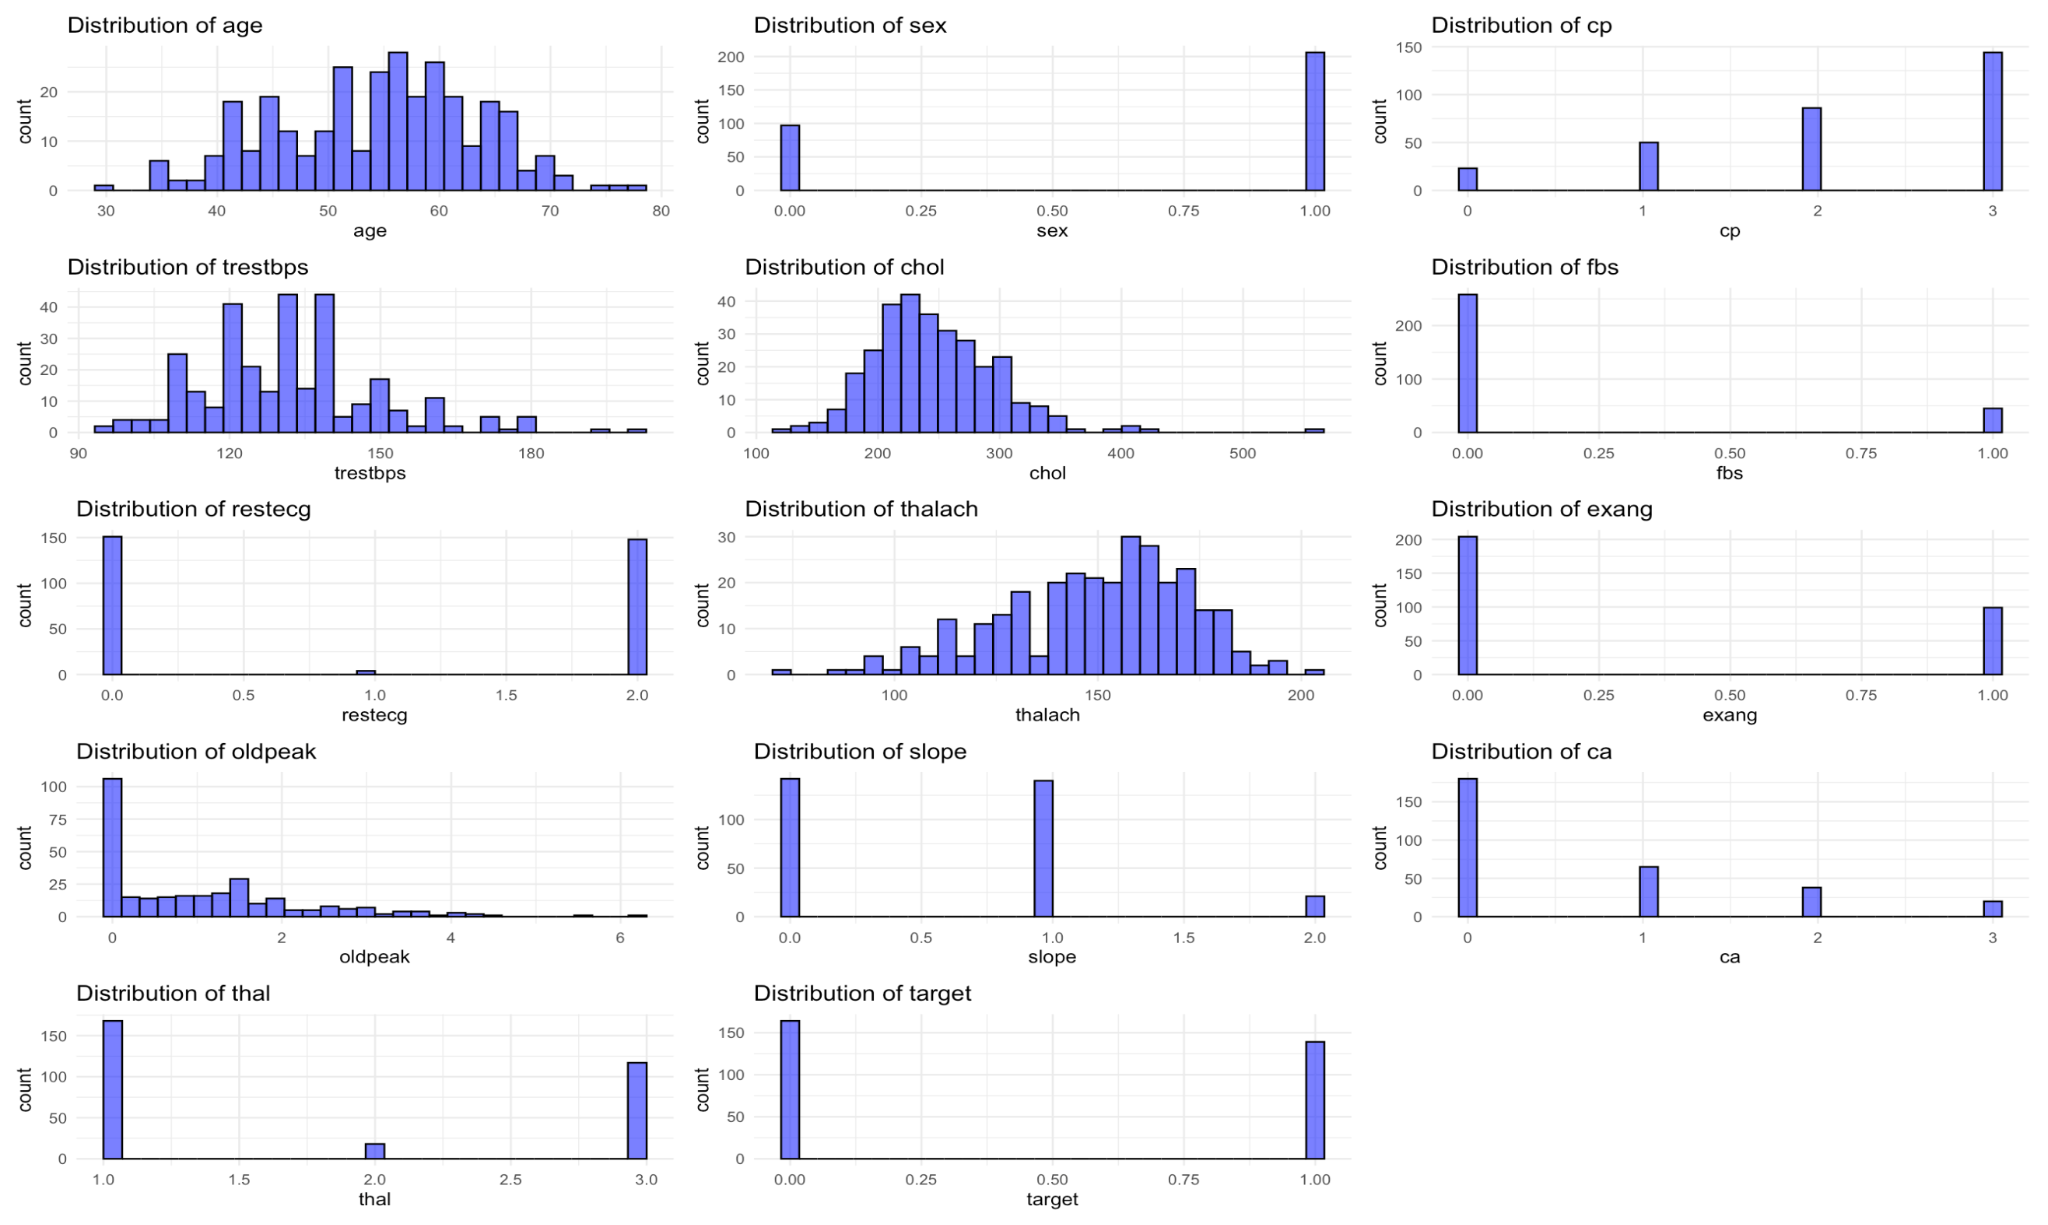 Distribution of age
count
20
10
0
30 40 50 60 70 80
age
Distribution of sex
count
200
150
100
50
0
0.00 0.25 0.50 0.75 1.00
sex
Distribution of cp
count
150
100
50
0
0 1 2 3
cp
Distribution of trestbps
count
40
30
20
10
0
90 120 150 180
trestbps
Distribution of chol
count
40
30
20
10
0
100 200 300 400 500
chol
Distribution of fbs
count
200
100
0
0.00 0.25 0.50 0.75 1.00
fbs
Distribution of restecg
count
150
100
50
0
0.0 0.5 1.0 1.5 2.0
restecg
Distribution of thalach
count
30
20
10
0
100 150 200
thalach
Distribution of exang
count
200
150
100
50
0
0.00 0.25 0.50 0.75 1.00
exang
Distribution of oldpeak
count
100
75
50
25
0
0 2 4 6
oldpeak
Distribution of slope
count
100
50
0
0.0 0.5 1.0 1.5 2.0
slope
Distribution of ca
count
150
100
50
0
0 1 2 3
ca
Distribution of thal
count
150
100
50
0
1.0 1.5 2.0 2.5 3.0
thal
Distribution of target
count
150
100
50
0
0.00 0.25 0.50 0.75 1.00
target